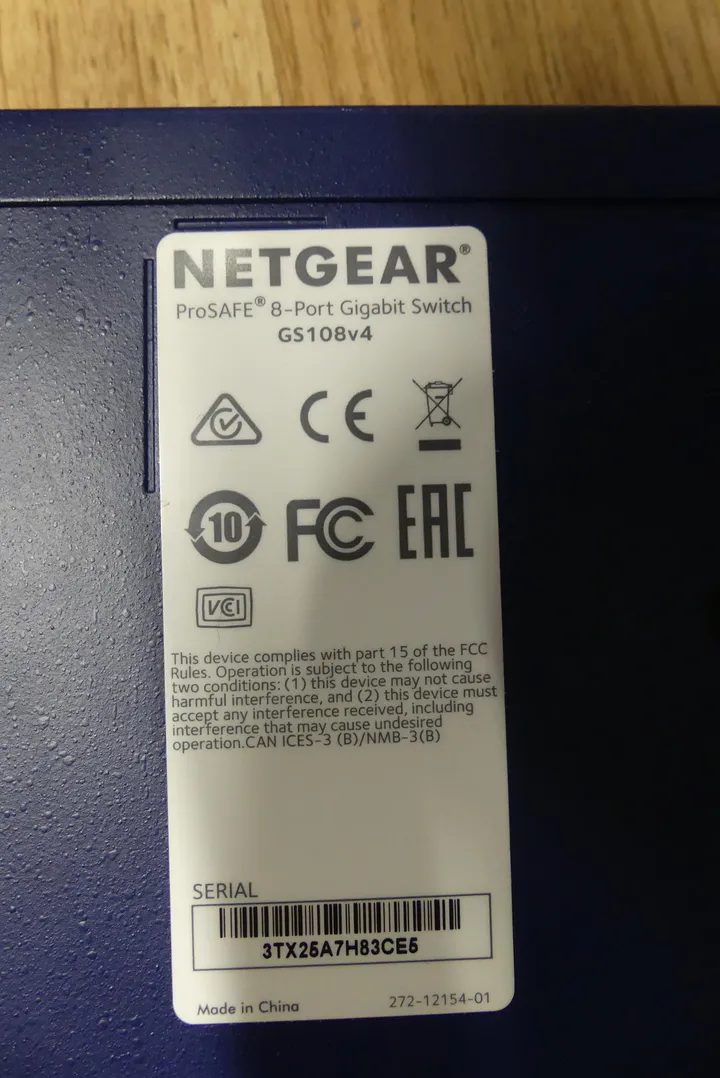 NETGEAR®
ProSAFE® 8-Port Gigabit Switch
GS108v4
CE
10 FC EAC
VCI
This device complies with part 15 of the FCC
Rules. Operation is subject to the following
two conditions: (1) this device may not cause
harmful interference, and (2) this device must
accept any interference received, including
interference that may cause undesired
operation.CAN ICES-3 (B)/NMB-3(B)
SERIAL
3TX25A7H83CE5
Made in China 272-12154-01